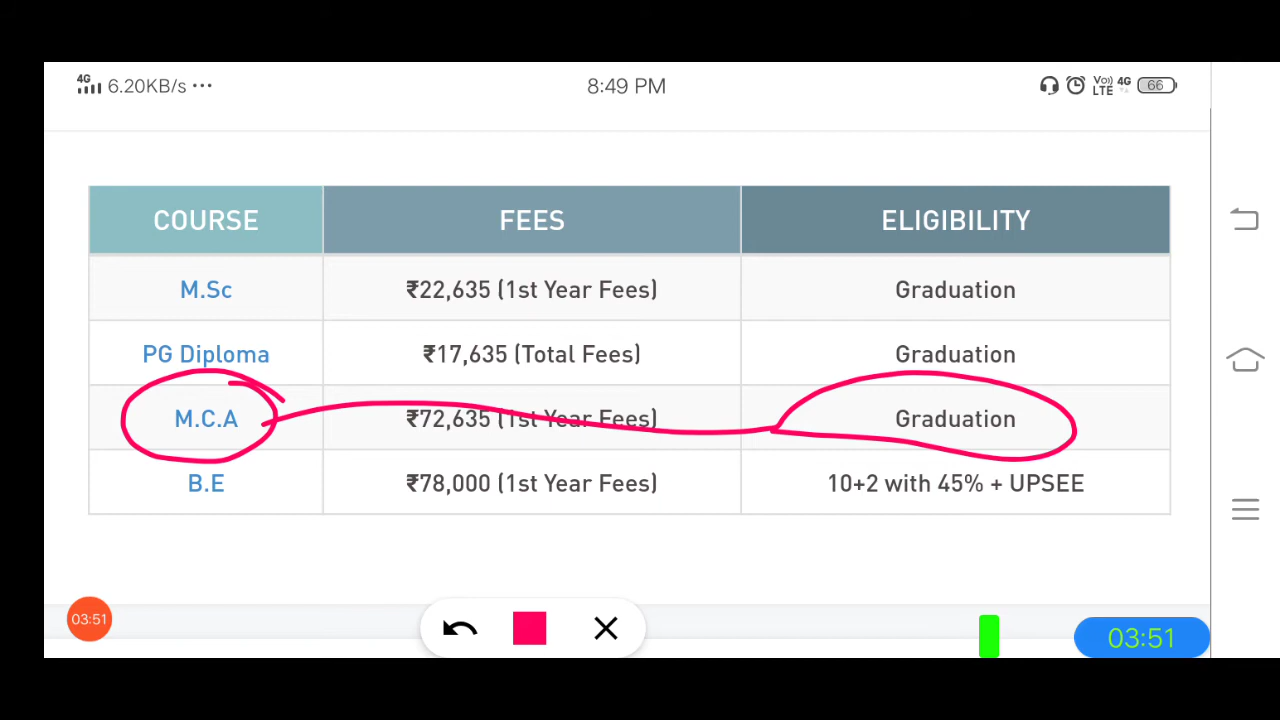 4G 6.20KB/s ... 8:49 PM Vo)) LTE 4G 66
COURSE FEES ELIGIBILITY
M.Sc ₹22,635 (1st Year Fees) Graduation
PG Diploma ₹17,635 (Total Fees) Graduation
M.C.A ₹72,635 (1st Year Fees) Graduation
B.E ₹78,000 (1st Year Fees) 10+2 with 45% + UPSEE
03:51 03:51